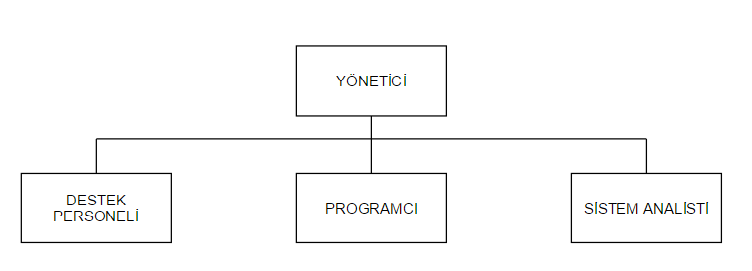 YÖNETİCİ
DESTEK
PERSONELİ
PROGRAMCI
SİSTEM ANALİSTİ